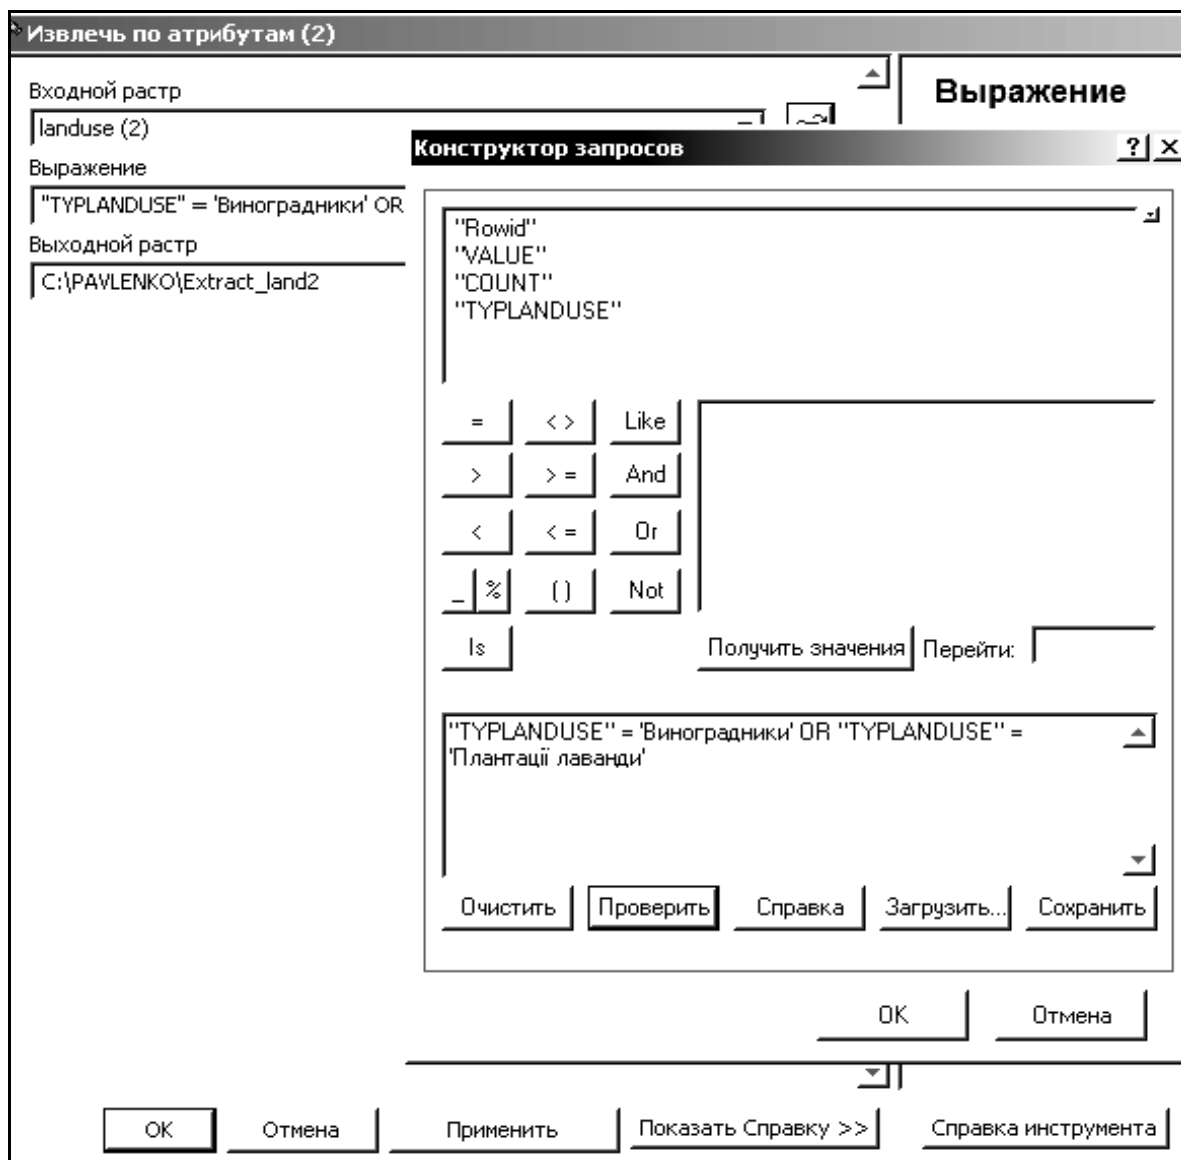 Извлечь по атрибутам (2)
Входной растр
landuse (2)
Выражение
"TYPLANDUSE" = 'Виноградники' OR
Выходной растр
C:\PAVLENKO\Extract_land2
Выражение
Конструктор запросов
? ×
"Rowid"
"VALUE"
"COUNT"
"TYPLANDUSE"
= < > Like
> > = And
< < = Or
_ % ( ) Not
Is
Получить значения Перейти:
"TYPLANDUSE" = 'Виноградники' OR "TYPLANDUSE" =
'Плантації лаванди'
Очистить Проверить Справка Загрузить... Сохранить
OK Отмена
OK Отмена Применить Показать Справку >> Справка инструмента